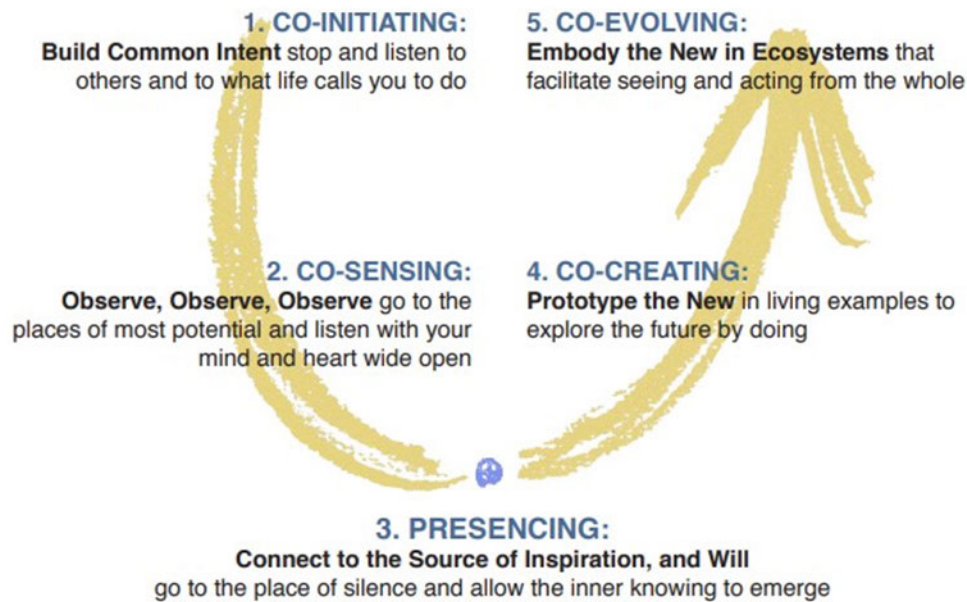 1. CO-INITIATING:
Build Common Intent stop and listen to
others and to what life calls you to do
2. CO-SENSING:
Observe, Observe, Observe go to the
places of most potential and listen with your
mind and heart wide open
3. PRESENCING:
Connect to the Source of Inspiration, and Will
go to the place of silence and allow the inner knowing to emerge
4. CO-CREATING:
Prototype the New in living examples to
explore the future by doing
5. CO-EVOLVING:
Embody the New in Ecosystems that
facilitate seeing and acting from the whole